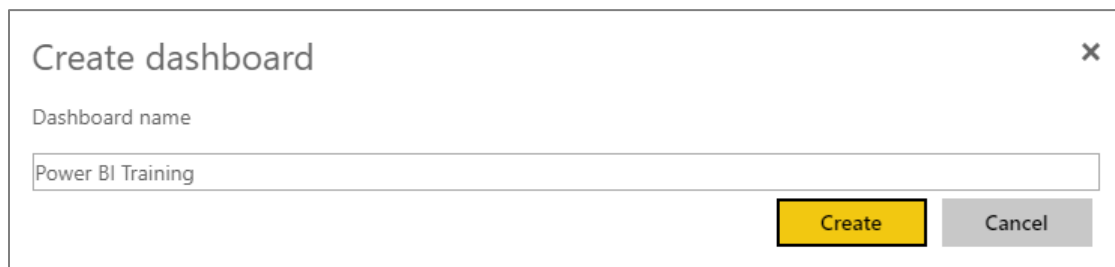 Create dashboard
Dashboard name
Power BI Training
Create Cancel